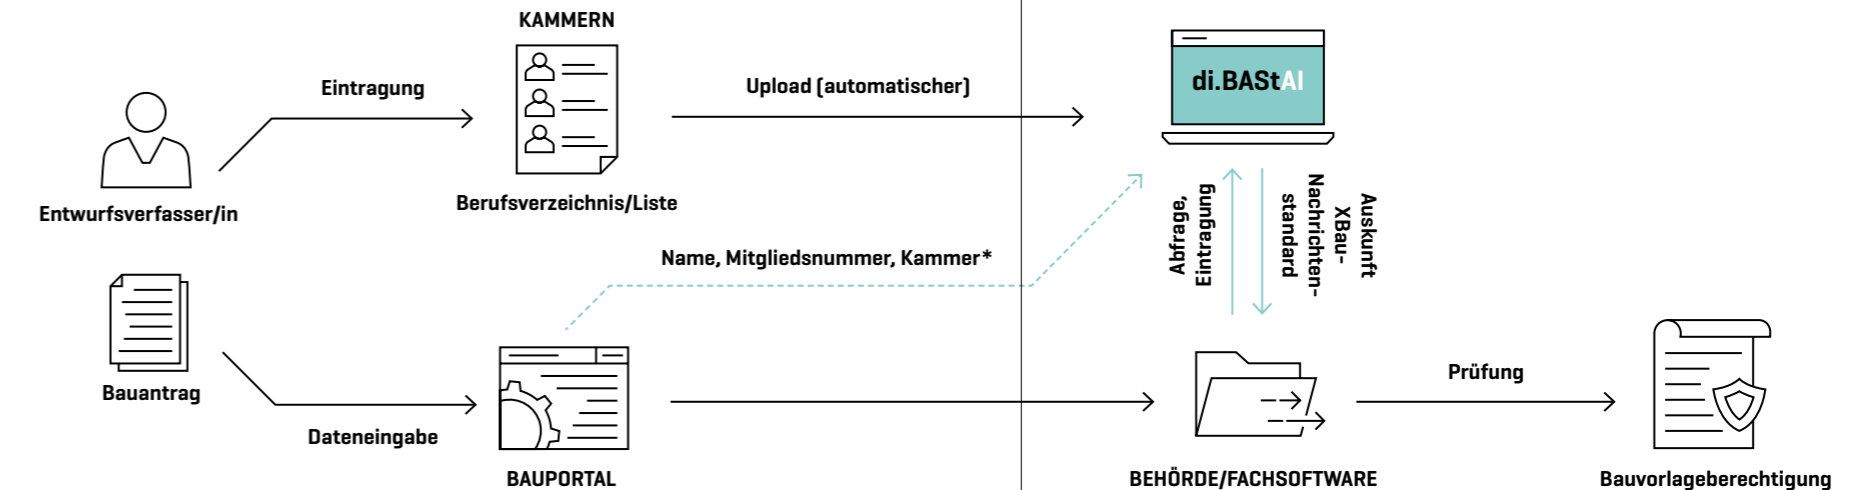 KAMMERN
Eintragung
Upload (automatischer)
di.BAStAI
Entwurfsverfasser/in
Berufsverzeichnis/Liste
Name, Mitgliedsnummer, Kammer*
Abfrage,
Eintragung
Auskunft
XBau-
Nachrichten-
standard
Bauantrag
Dateneingabe
Prüfung
BAUPORTAL
BEHÖRDE/FACHSOFTWARE
Bauvorlageberechtigung